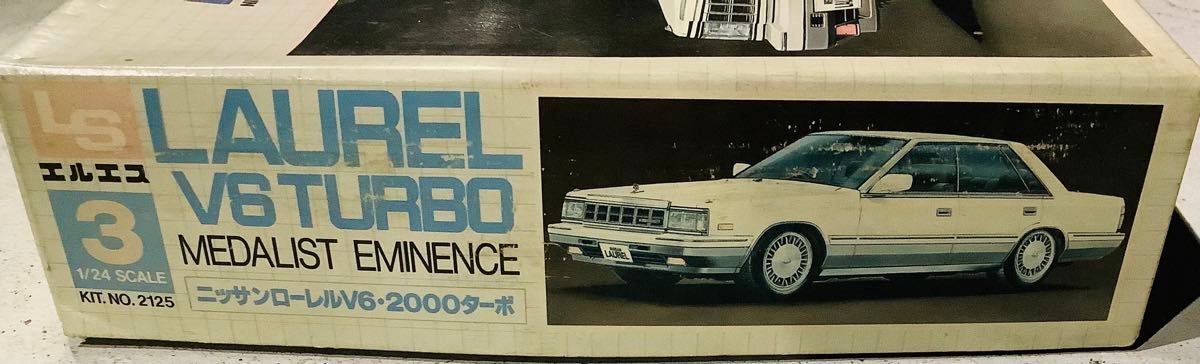 LS
エルエス
3
1/24 SCALE
KIT. NO. 2125
LAUREL
V6 TURBO
MEDALIST EMINENCE
ニッサンローレルV6・2000ターボ
NISSAN
LAUREL